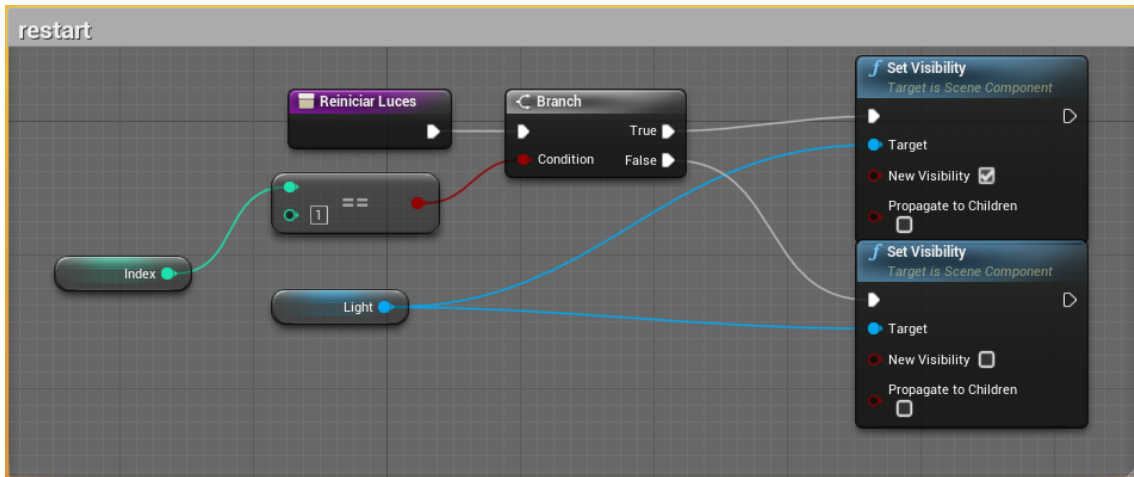 restart
Reiniciar Luces
Branch
True
Condition
False
==
1
Index
Light
Set Visibility
Target is Scene Component
Target
New Visibility
Propagate to Children
Set Visibility
Target is Scene Component
Target
New Visibility
Propagate to Children